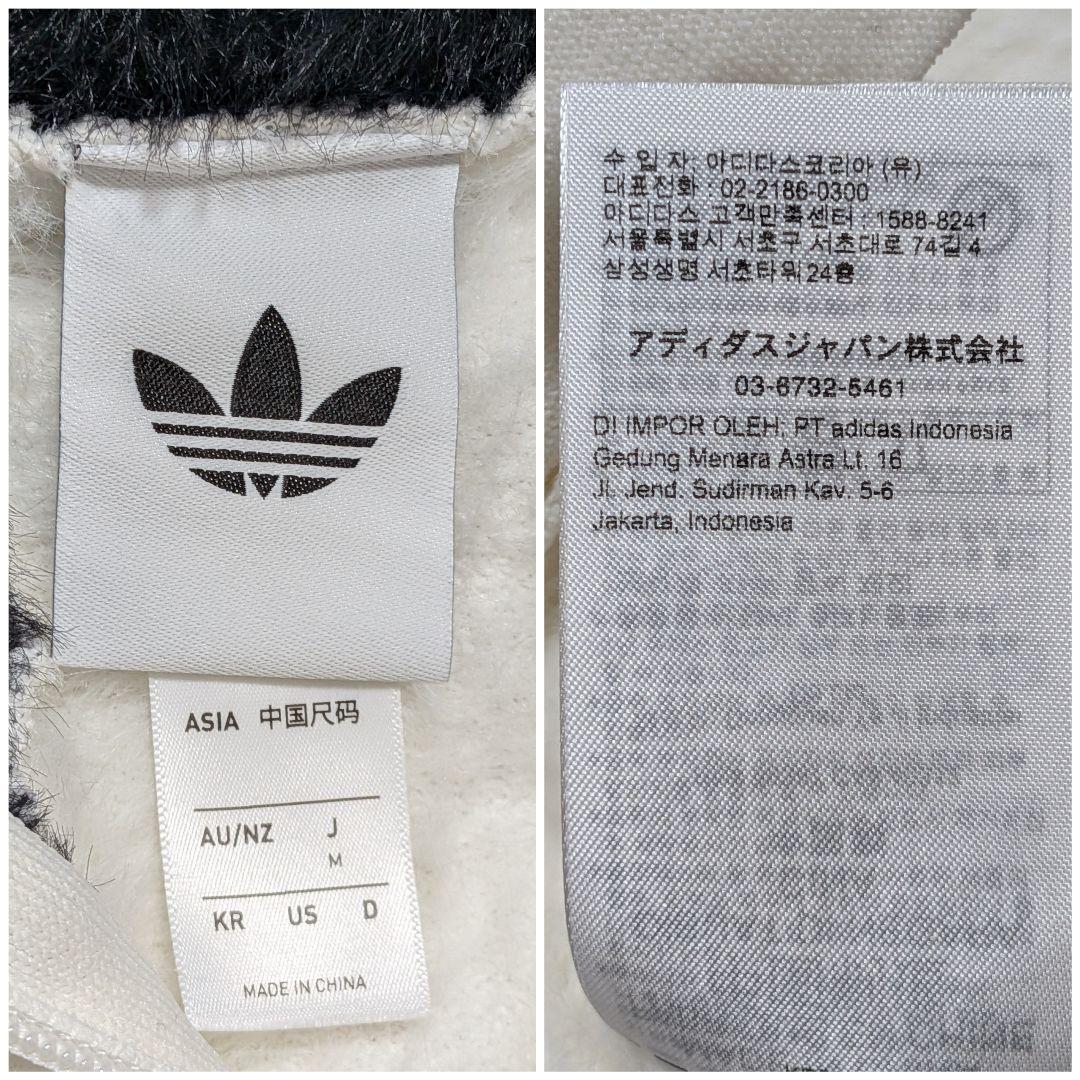 ASIA 中国尺码
AU/NZ J
M
KR US D
MADE IN CHINA
수 입 자: 아디다스코리아 (유)
대표전화 : 02-2186-0300
아디다스 고객만족센터 : 1588-8241
서울특별시 서초구 서초대로 74길 4
삼성생명 서초타워 24층
アディダスジャパン株式会社
03-6732-5461
DI IMPOR OLEH: PT adidas Indonesia
Gedung Menara Astra Lt. 16
Jl. Jend. Sudirman Kav. 5-6
Jakarta, Indonesia